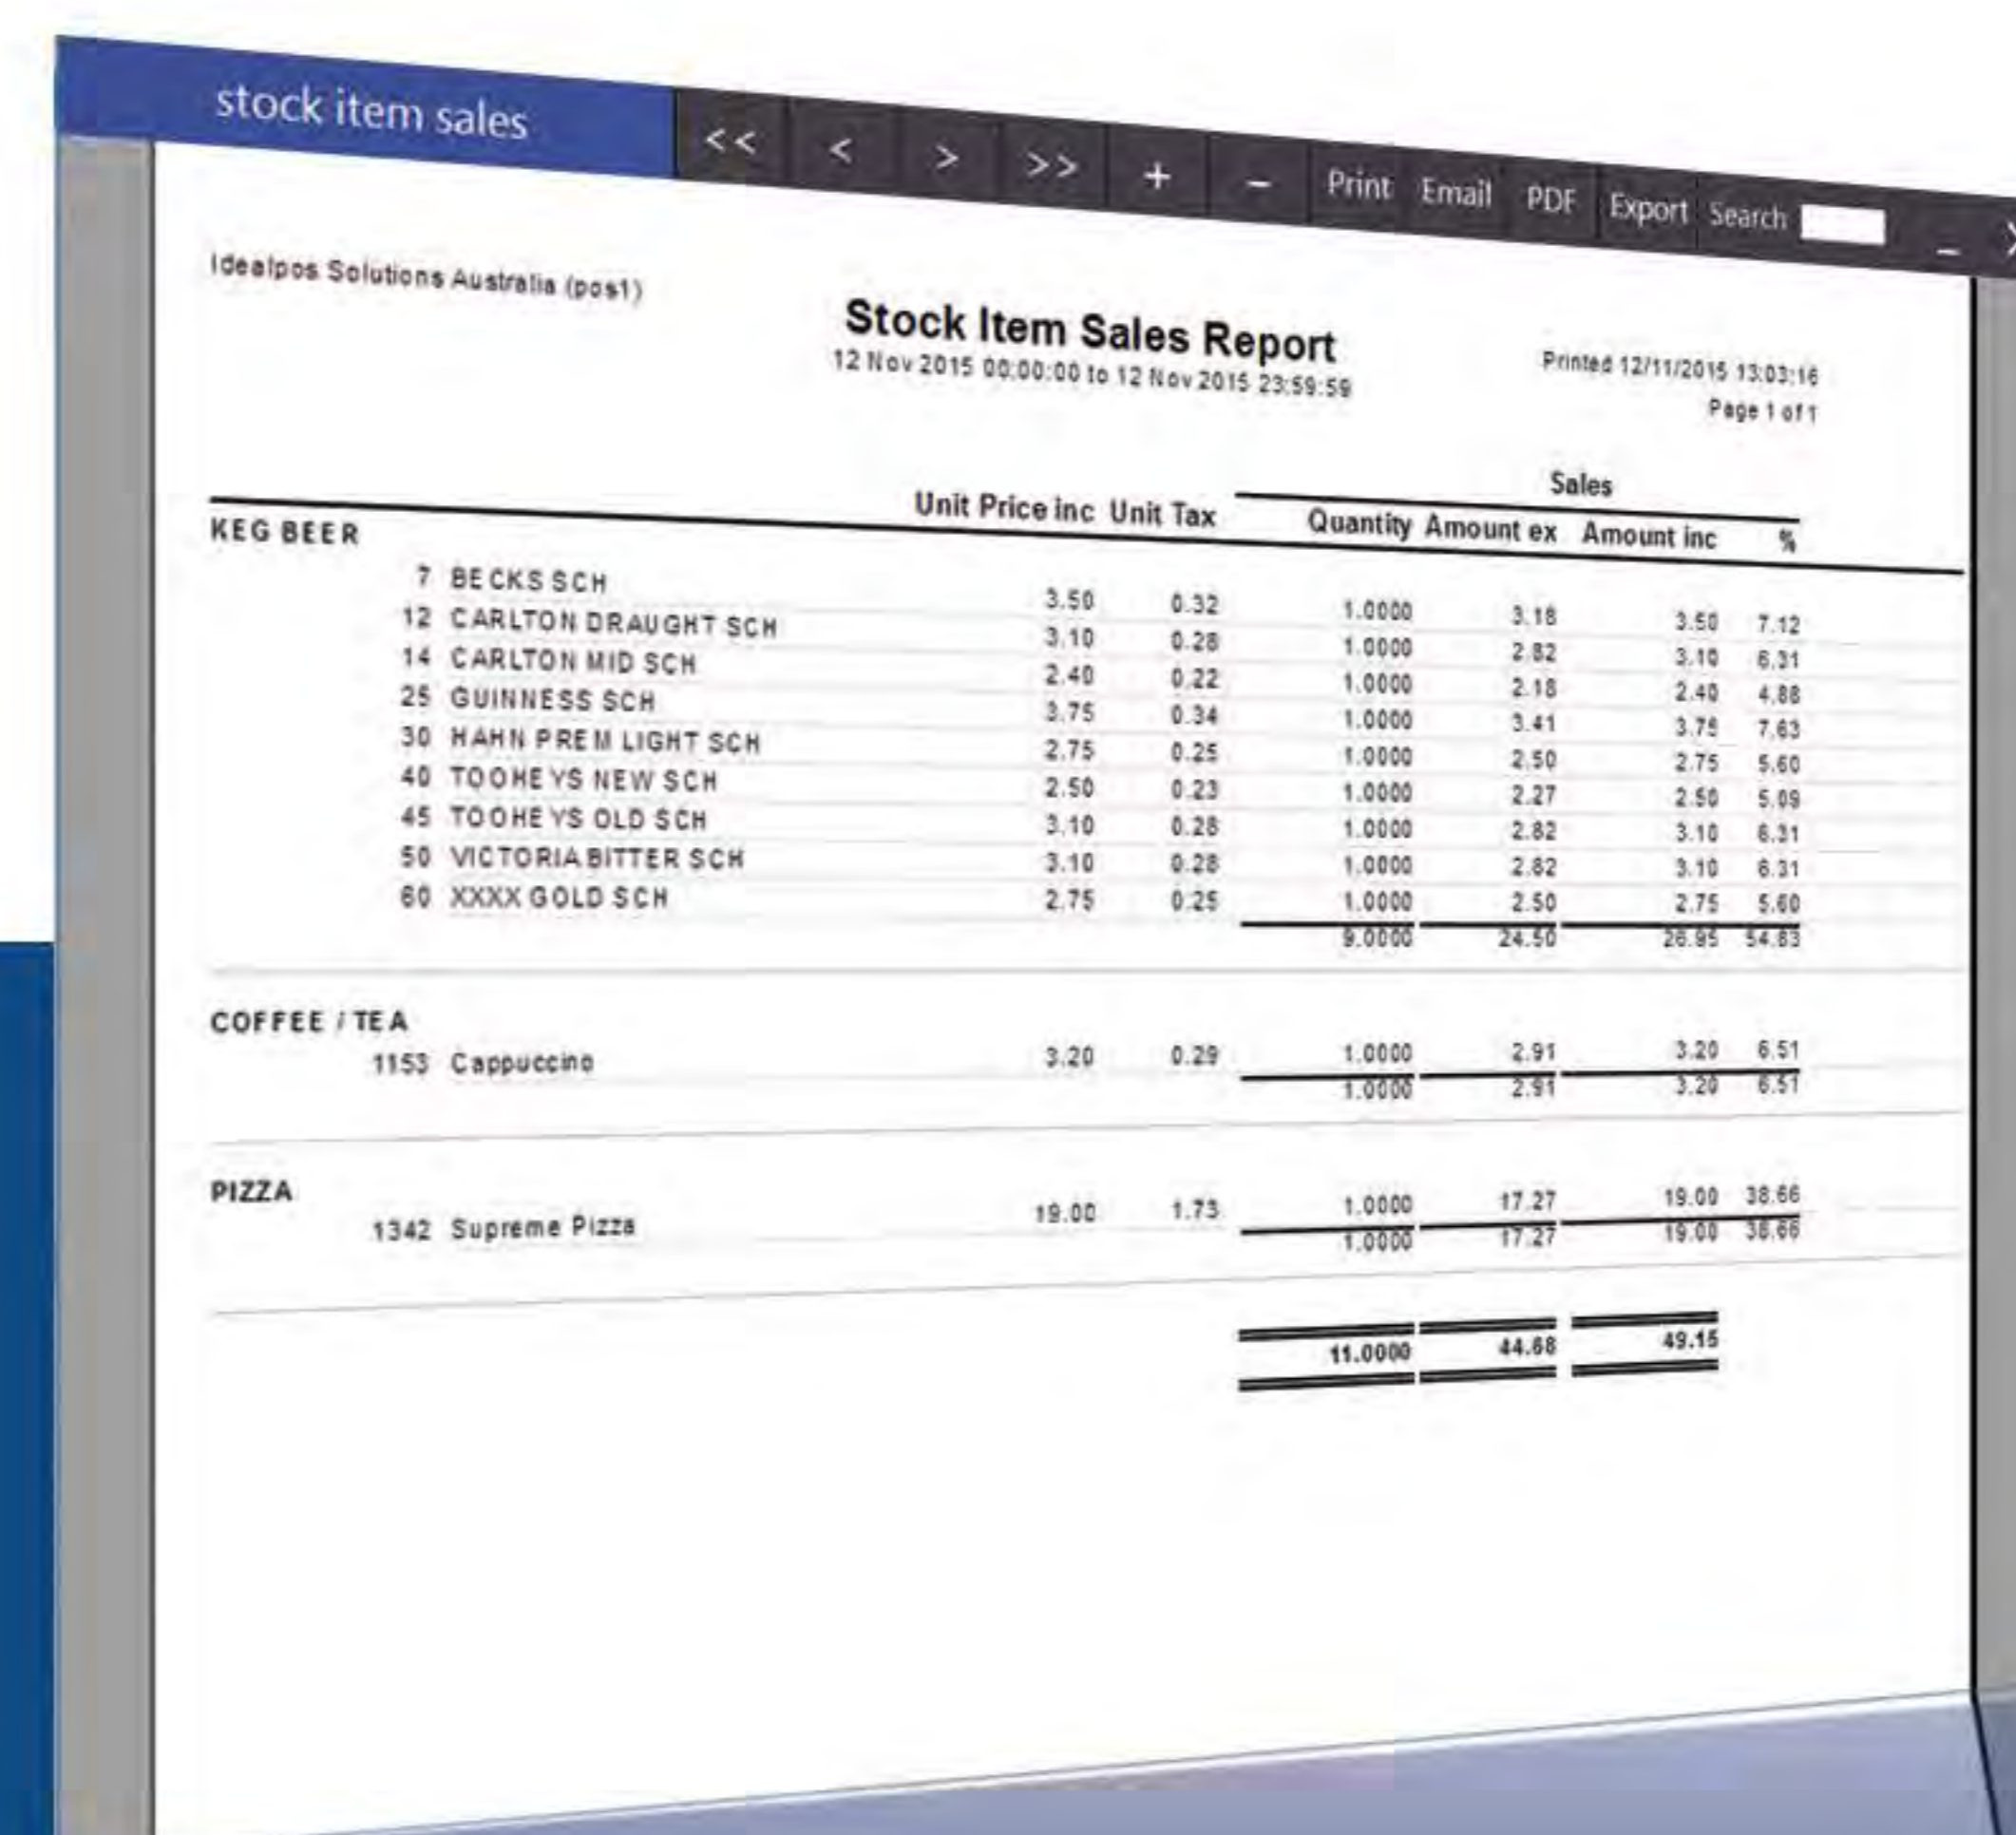 stock item sales << < > >> + − Print Email PDF Export Search _ X
Idealpos Solutions Australia (pos1)
Stock Item Sales Report
12 Nov 2015 00:00:00 to 12 Nov 2015 23:59:59
Printed 12/11/2015 13:03:16
Page 1 of 1
Sales
Unit Price inc Unit Tax Quantity Amount ex Amount inc %
KEG BEER
7 BECKS SCH 3.50 0.32 1.0000 3.18 3.50 7.12
12 CARLTON DRAUGHT SCH 3.10 0.28 1.0000 2.82 3.10 6.31
14 CARLTON MID SCH 2.40 0.22 1.0000 2.18 2.40 4.88
25 GUINNESS SCH 3.75 0.34 1.0000 3.41 3.75 7.63
30 HAHN PREM LIGHT SCH 2.75 0.25 1.0000 2.50 2.75 5.60
40 TOOHEYS NEW SCH 2.50 0.23 1.0000 2.27 2.50 5.09
45 TOOHEYS OLD SCH 3.10 0.28 1.0000 2.82 3.10 6.31
50 VICTORIA BITTER SCH 3.10 0.28 1.0000 2.82 3.10 6.31
60 XXXX GOLD SCH 2.75 0.25 1.0000 2.50 2.75 5.60
9.0000 24.50 26.95 54.83
COFFEE / TEA
1153 Cappuccino 3.20 0.29 1.0000 2.91 3.20 6.51
1.0000 2.91 3.20 6.51
PIZZA
1342 Supreme Pizza 19.00 1.73 1.0000 17.27 19.00 38.66
1.0000 17.27 19.00 38.66
11.0000 44.68 49.15